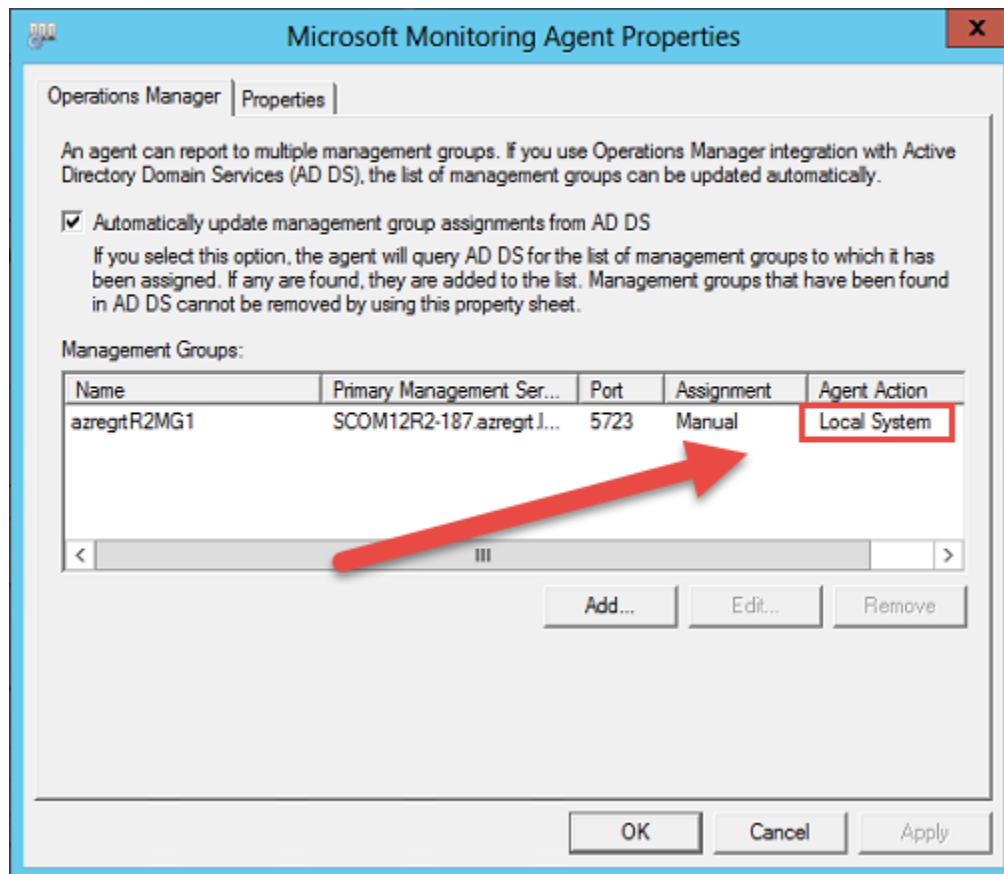 Microsoft Monitoring Agent Properties
x
Operations Manager
Properties
An agent can report to multiple management groups. If you use Operations Manager integration with Active
Directory Domain Services (AD DS), the list of management groups can be updated automatically.
Automatically update management group assignments from AD DS
If you select this option, the agent will query AD DS for the list of management groups to which it has
been assigned. If any are found, they are added to the list. Management groups that have been found
in AD DS cannot be removed by using this property sheet.
Management Groups:
Name Primary Management Ser... Port Assignment Agent Action
azregrtR2MG1 SCOM12R2-187.azregrt.l... 5723 Manual Local System
Add... Edit... Remove
OK Cancel Apply